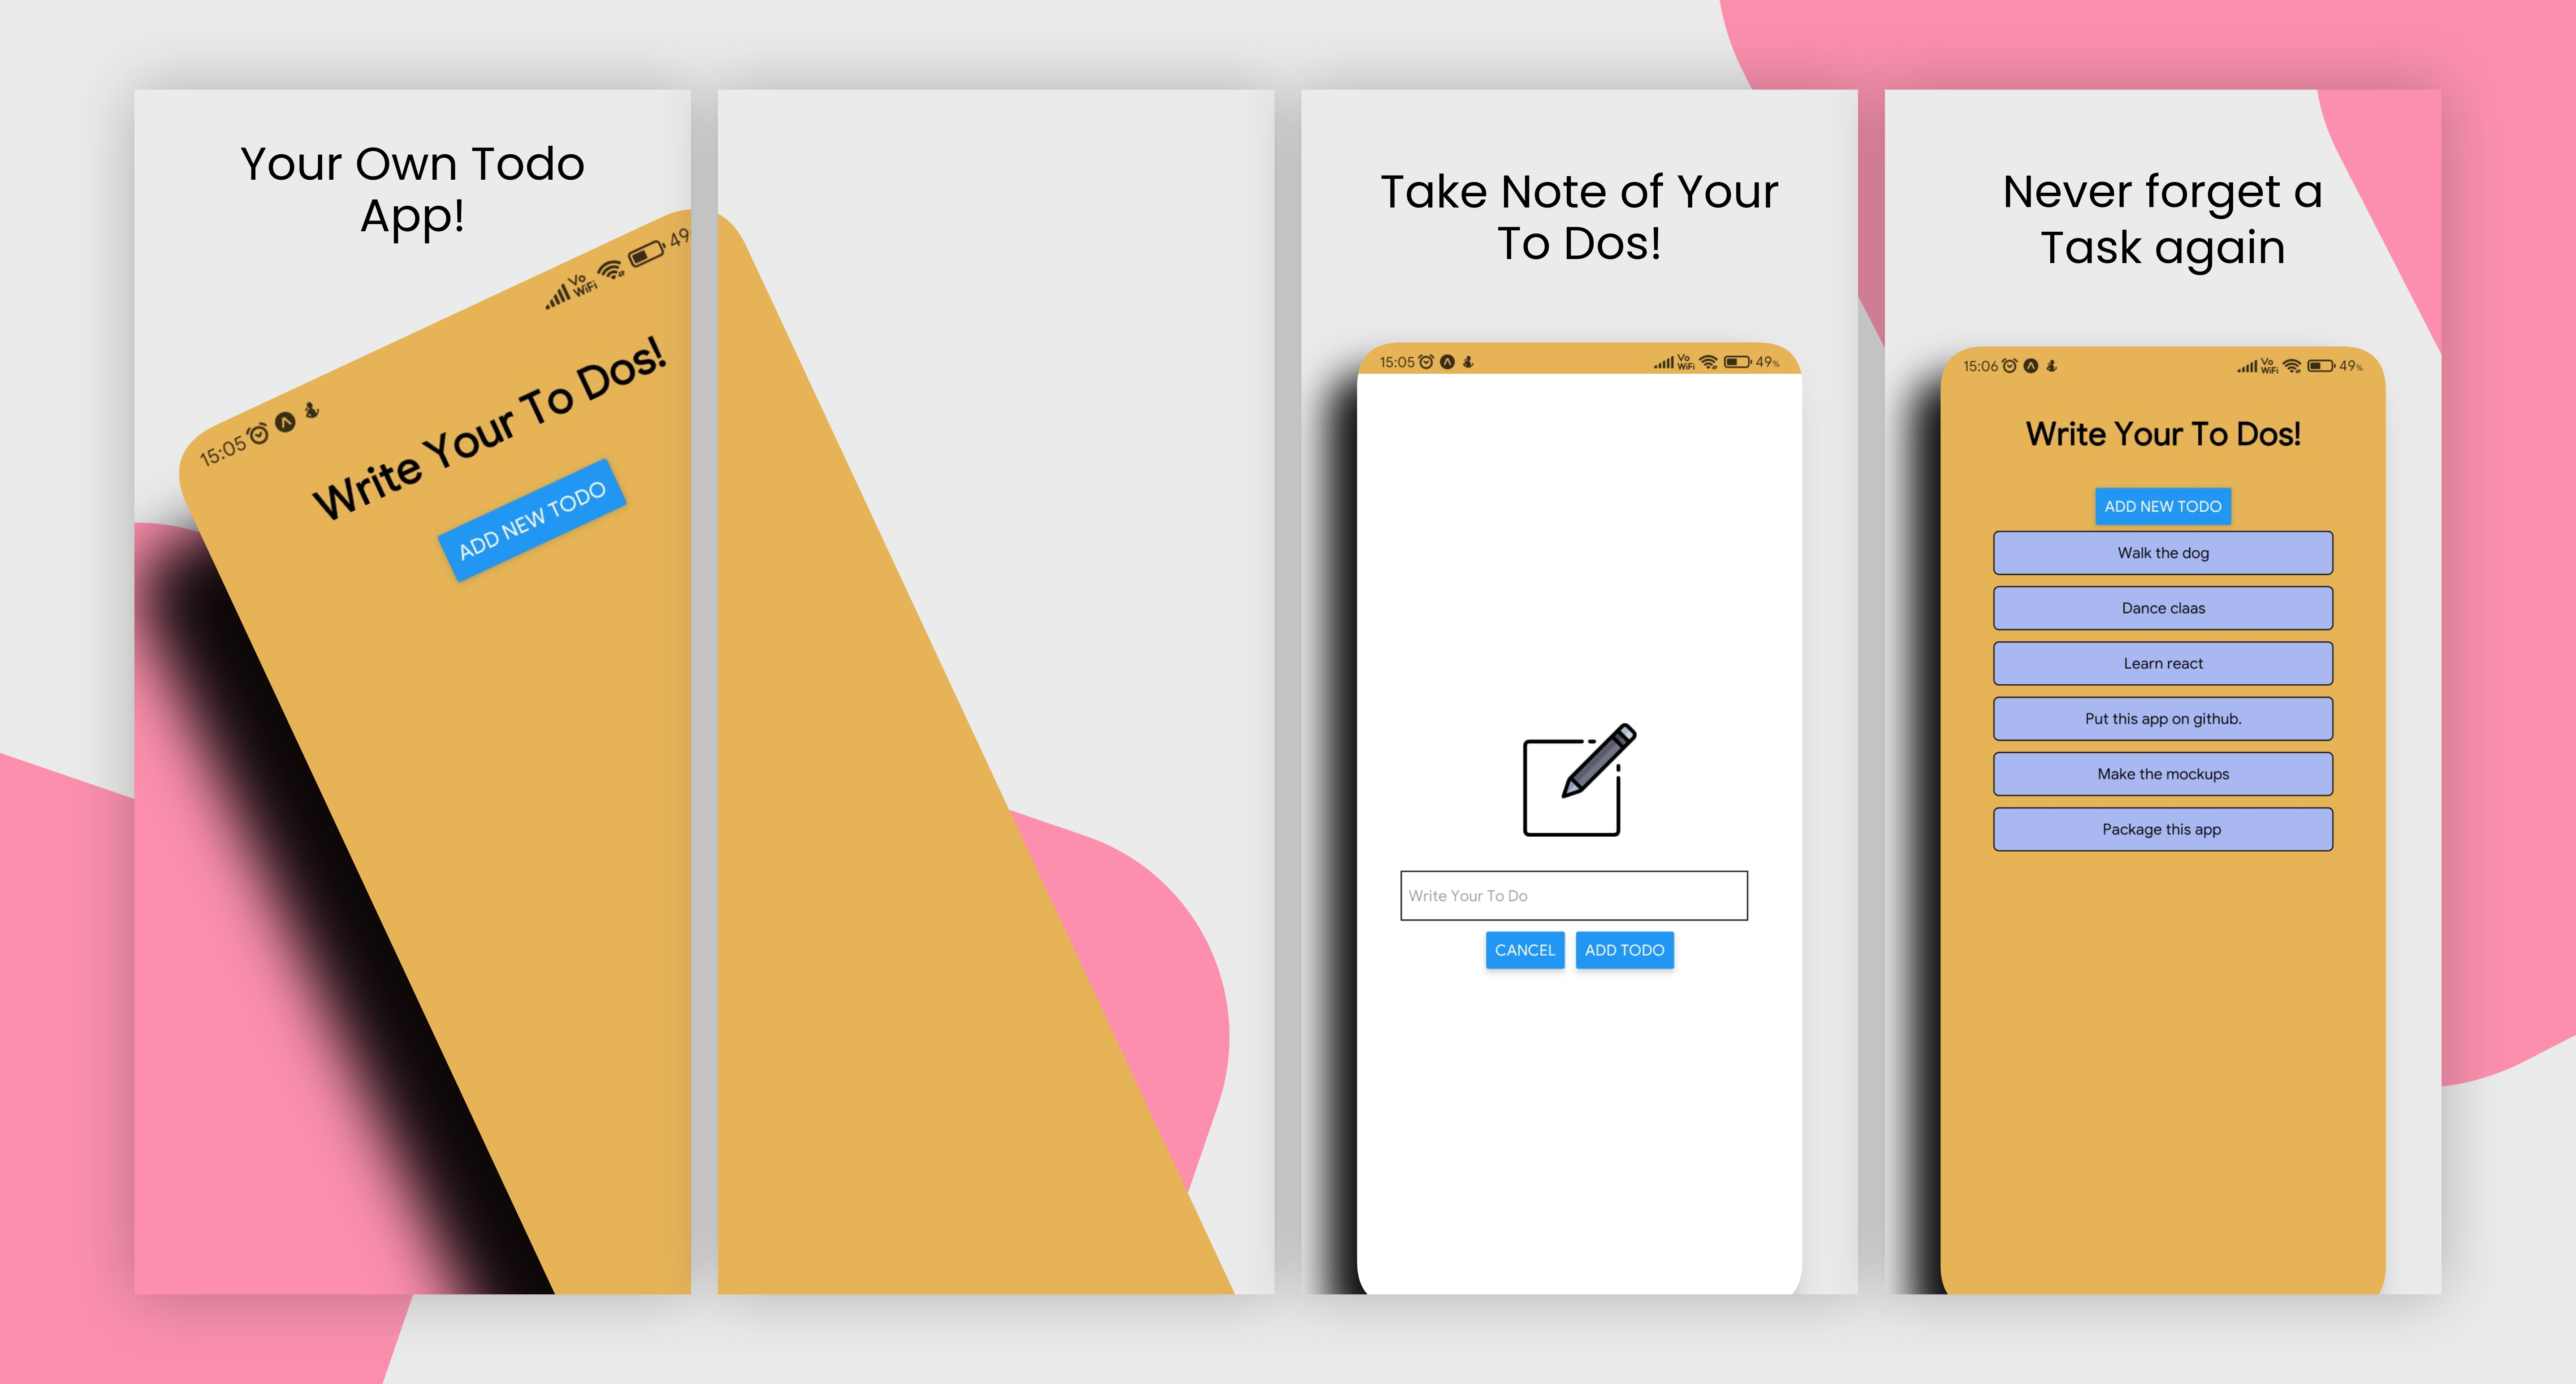 Your Own Todo
App!
15:05
Vo
WiFi
49
Write Your To Dos!
ADD NEW TODO
Take Note of Your
To Dos!
15:05
Vo
WiFi
49%
Write Your To Do
CANCEL
ADD TODO
Never forget a
Task again
15:06
Vo
WiFi
49%
Write Your To Dos!
ADD NEW TODO
Walk the dog
Dance claas
Learn react
Put this app on github.
Make the mockups
Package this app